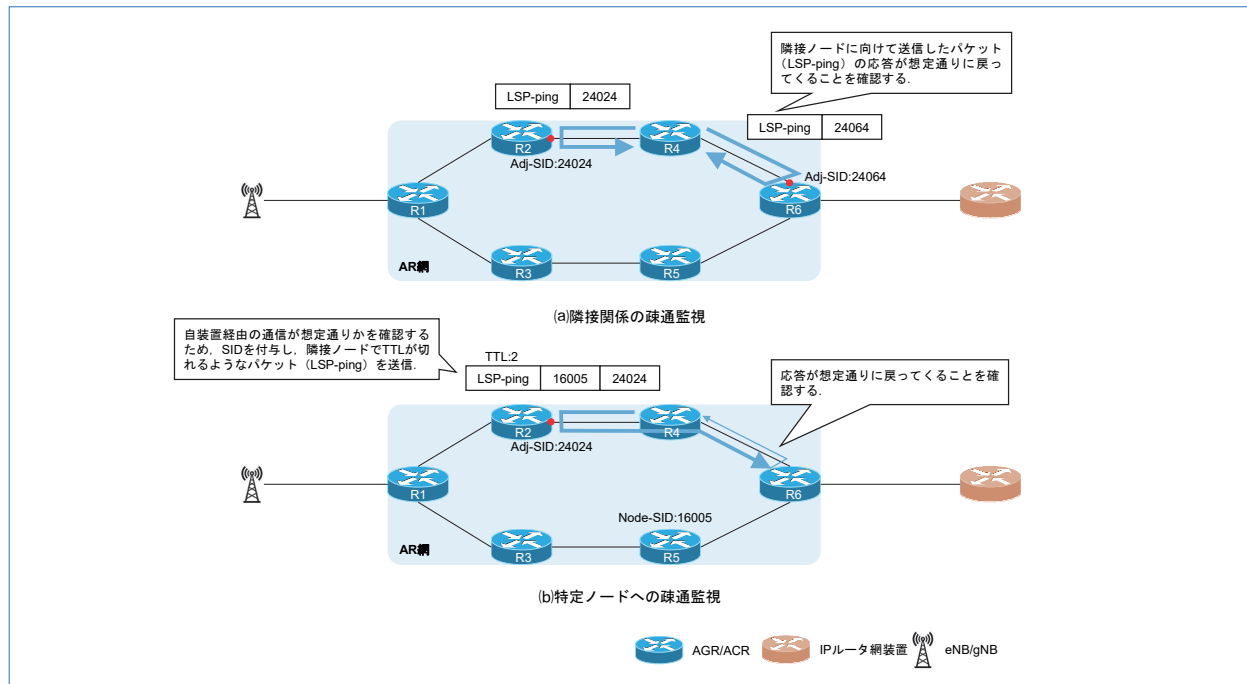 隣接ノードに向けて送信したパケット
（LSP-ping）の応答が想定通りに戻っ
てくることを確認する．
LSP-ping 24024
LSP-ping 24064
R2
R4
Adj-SID:24024
Adj-SID:24064
R1
R6
R3
R5
AR網
(a)隣接関係の疎通監視
自装置経由の通信が想定通りかを確認する
ため，SIDを付与し，隣接ノードでTTLが切
れるようなパケット（LSP-ping）を送信．
TTL:2
LSP-ping 16005 24024
応答が想定通りに戻ってくることを確
認する．
R2
R4
Adj-SID:24024
R1
R6
Node-SID:16005
R3
R5
AR網
(b)特定ノードへの疎通監視
AGR/ACR
IPルータ網装置
eNB/gNB